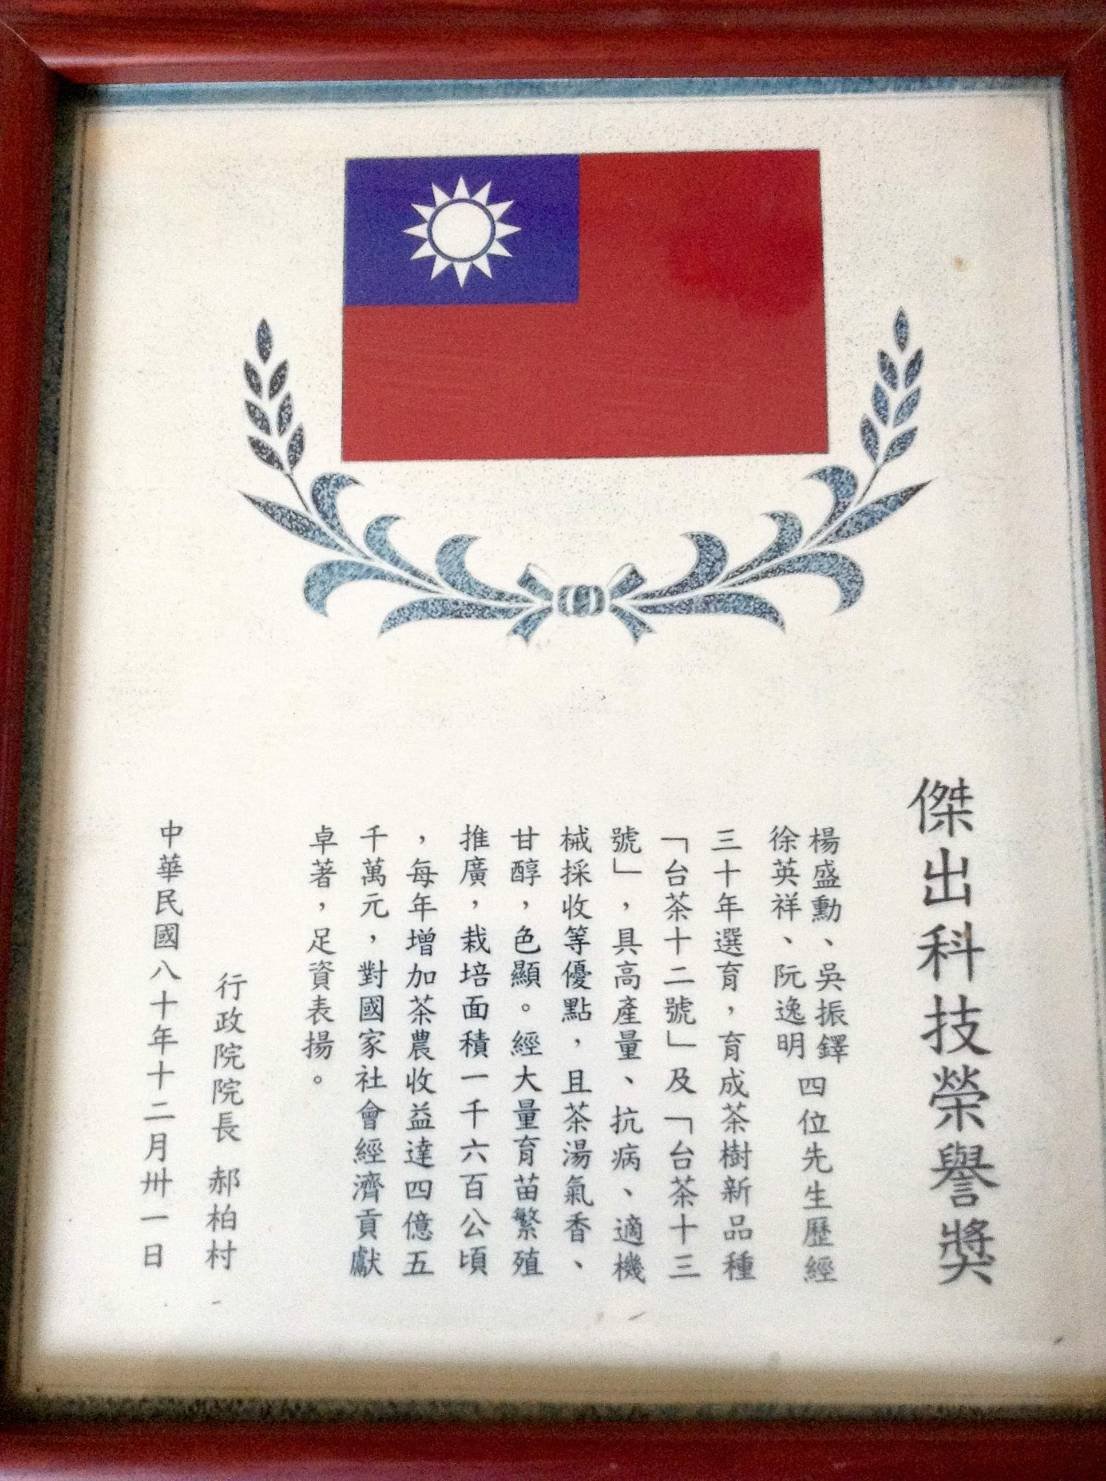 傑出科技榮譽獎
楊盛勳、吳振鐸
徐英祥、阮逸明
四位先生歷經
三十年選育，育成茶樹新品種
「台茶十二號」及「台茶十三
號」，具高產量、抗病、適機
械採收等優點，且茶湯氣香、
甘醇，色顯。經大量育苗繁殖
推廣，栽培面積一千六百公頃
，每年增加茶農收益達四億五
千萬元，對國家社會經濟貢獻
卓著，足資表揚。
行政院院長 郝柏村
中華民國八十年十二月卅一日